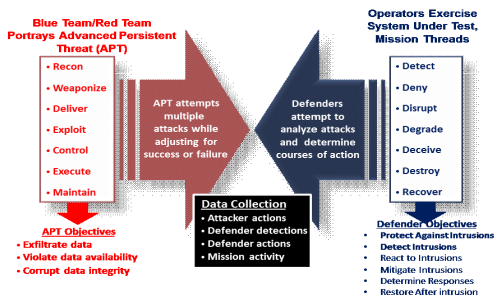 Blue Team/Red Team
Portrays Advanced Persistent
Threat (APT)
• Recon
• Weaponize
• Deliver
• Exploit
• Control
• Execute
• Maintain
APT Objectives
• Exfiltrate data
• Violate data availability
• Corrupt data integrity
APT attempts
multiple
attacks while
adjusting for
success or failure
Defenders
attempt to
analyze attacks
and determine
courses of action
Data Collection
• Attacker actions
• Defender detections
• Defender actions
• Mission activity
Operators Exercise
System Under Test,
Mission Threads
• Detect
• Deny
• Disrupt
• Degrade
• Deceive
• Destroy
• Recover
Defender Objectives
• Protect Against Intrusions
• Detect Intrusions
• React to Intrusions
• Mitigate Intrusions
• Determine Responses
• Restore After intrusion